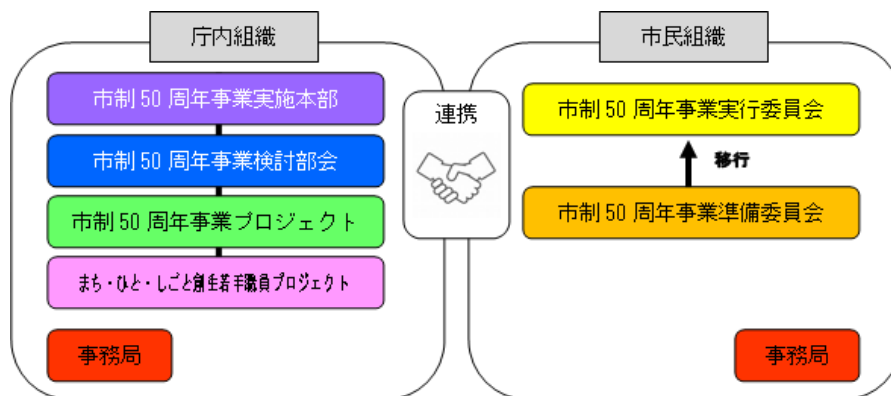 庁内組織
市制50周年事業実施本部
市制50周年事業検討部会
市制50周年事業プロジェクト
まち・ひと・しごと創生若手職員プロジェクト
事務局
連携
市民組織
市制50周年事業実行委員会
移行
市制50周年事業準備委員会
事務局